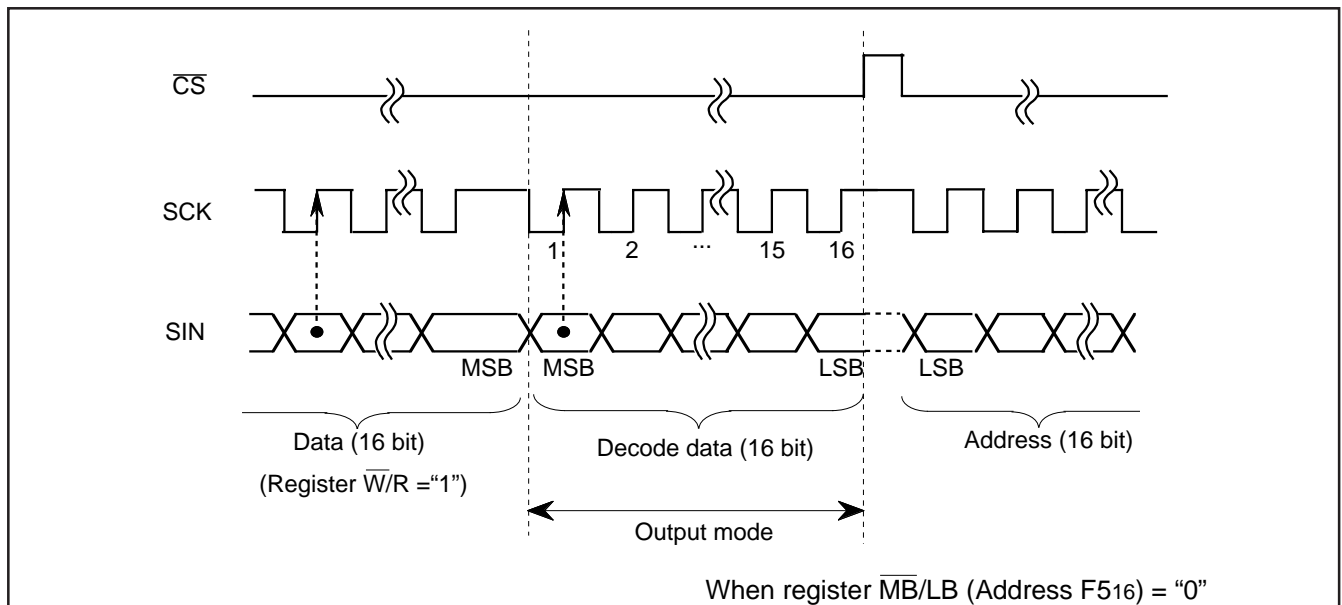 CS
SCK
1 2 ... 15 16
SIN
MSB MSB LSB LSB
Data (16 bit) Decode data (16 bit) Address (16 bit)
(Register W/R ="1")
Output mode
When register MB/LB (Address F516) = "0"